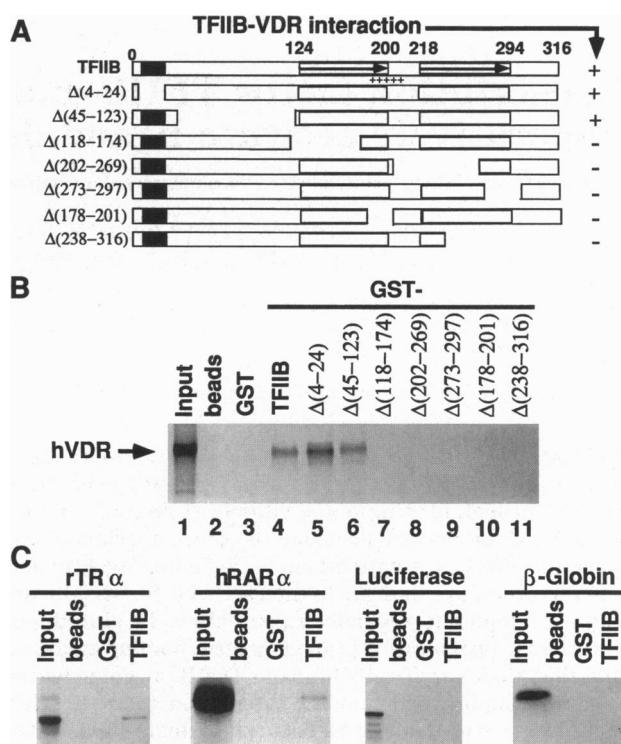 A
TFIIB-VDR interaction
0 124 200 218 294 316
TFIIB +
+++++
Δ(4–24) +
Δ(45–123) +
Δ(118–174) -
Δ(202–269) -
Δ(273–297) -
Δ(178–201) -
Δ(238–316) -
B
GST-
Input beads GST TFIIB Δ(4–24) Δ(45–123) Δ(118–174) Δ(202–269) Δ(273–297) Δ(178–201) Δ(238–316)
hVDR
1 2 3 4 5 6 7 8 9 10 11
C
rTR α hRARα Luciferase β-Globin
Input beads GST TFIIB Input beads GST TFIIB Input beads GST TFIIB Input beads GST TFIIB